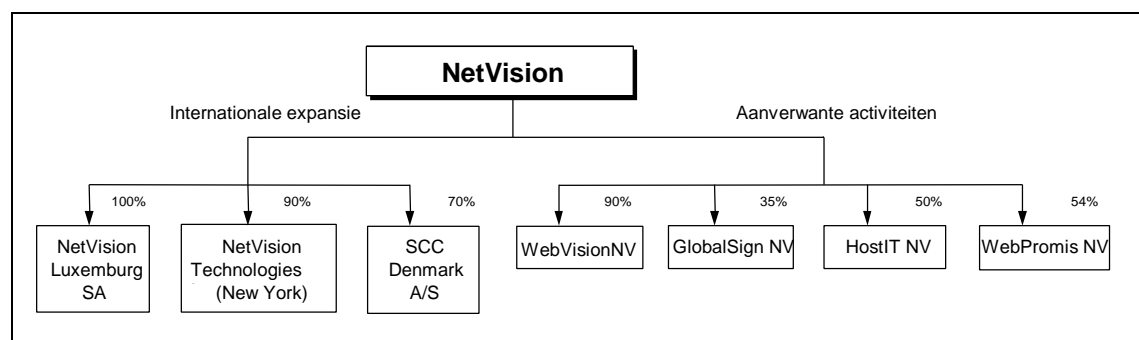 NetVision
Internationale expansie
Aanverwante activiteiten
100%
90%
70%
90%
35%
50%
54%
NetVision
Luxemburg
SA
NetVision
Technologies
(New York)
SCC
Denmark
A/S
WebVisionNV
GlobalSign NV
HostIT NV
WebPromis NV